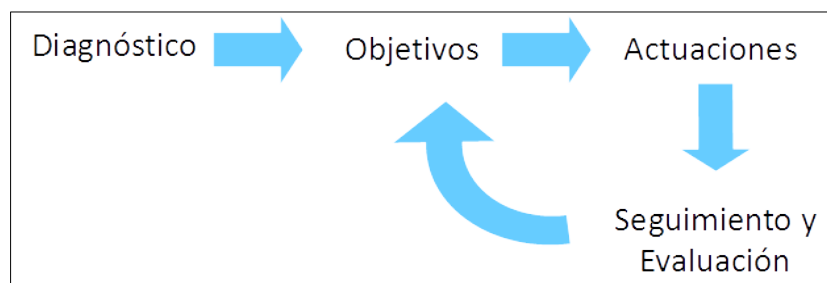 Diagnóstico
Objetivos
Actuaciones
Seguimiento y
Evaluación